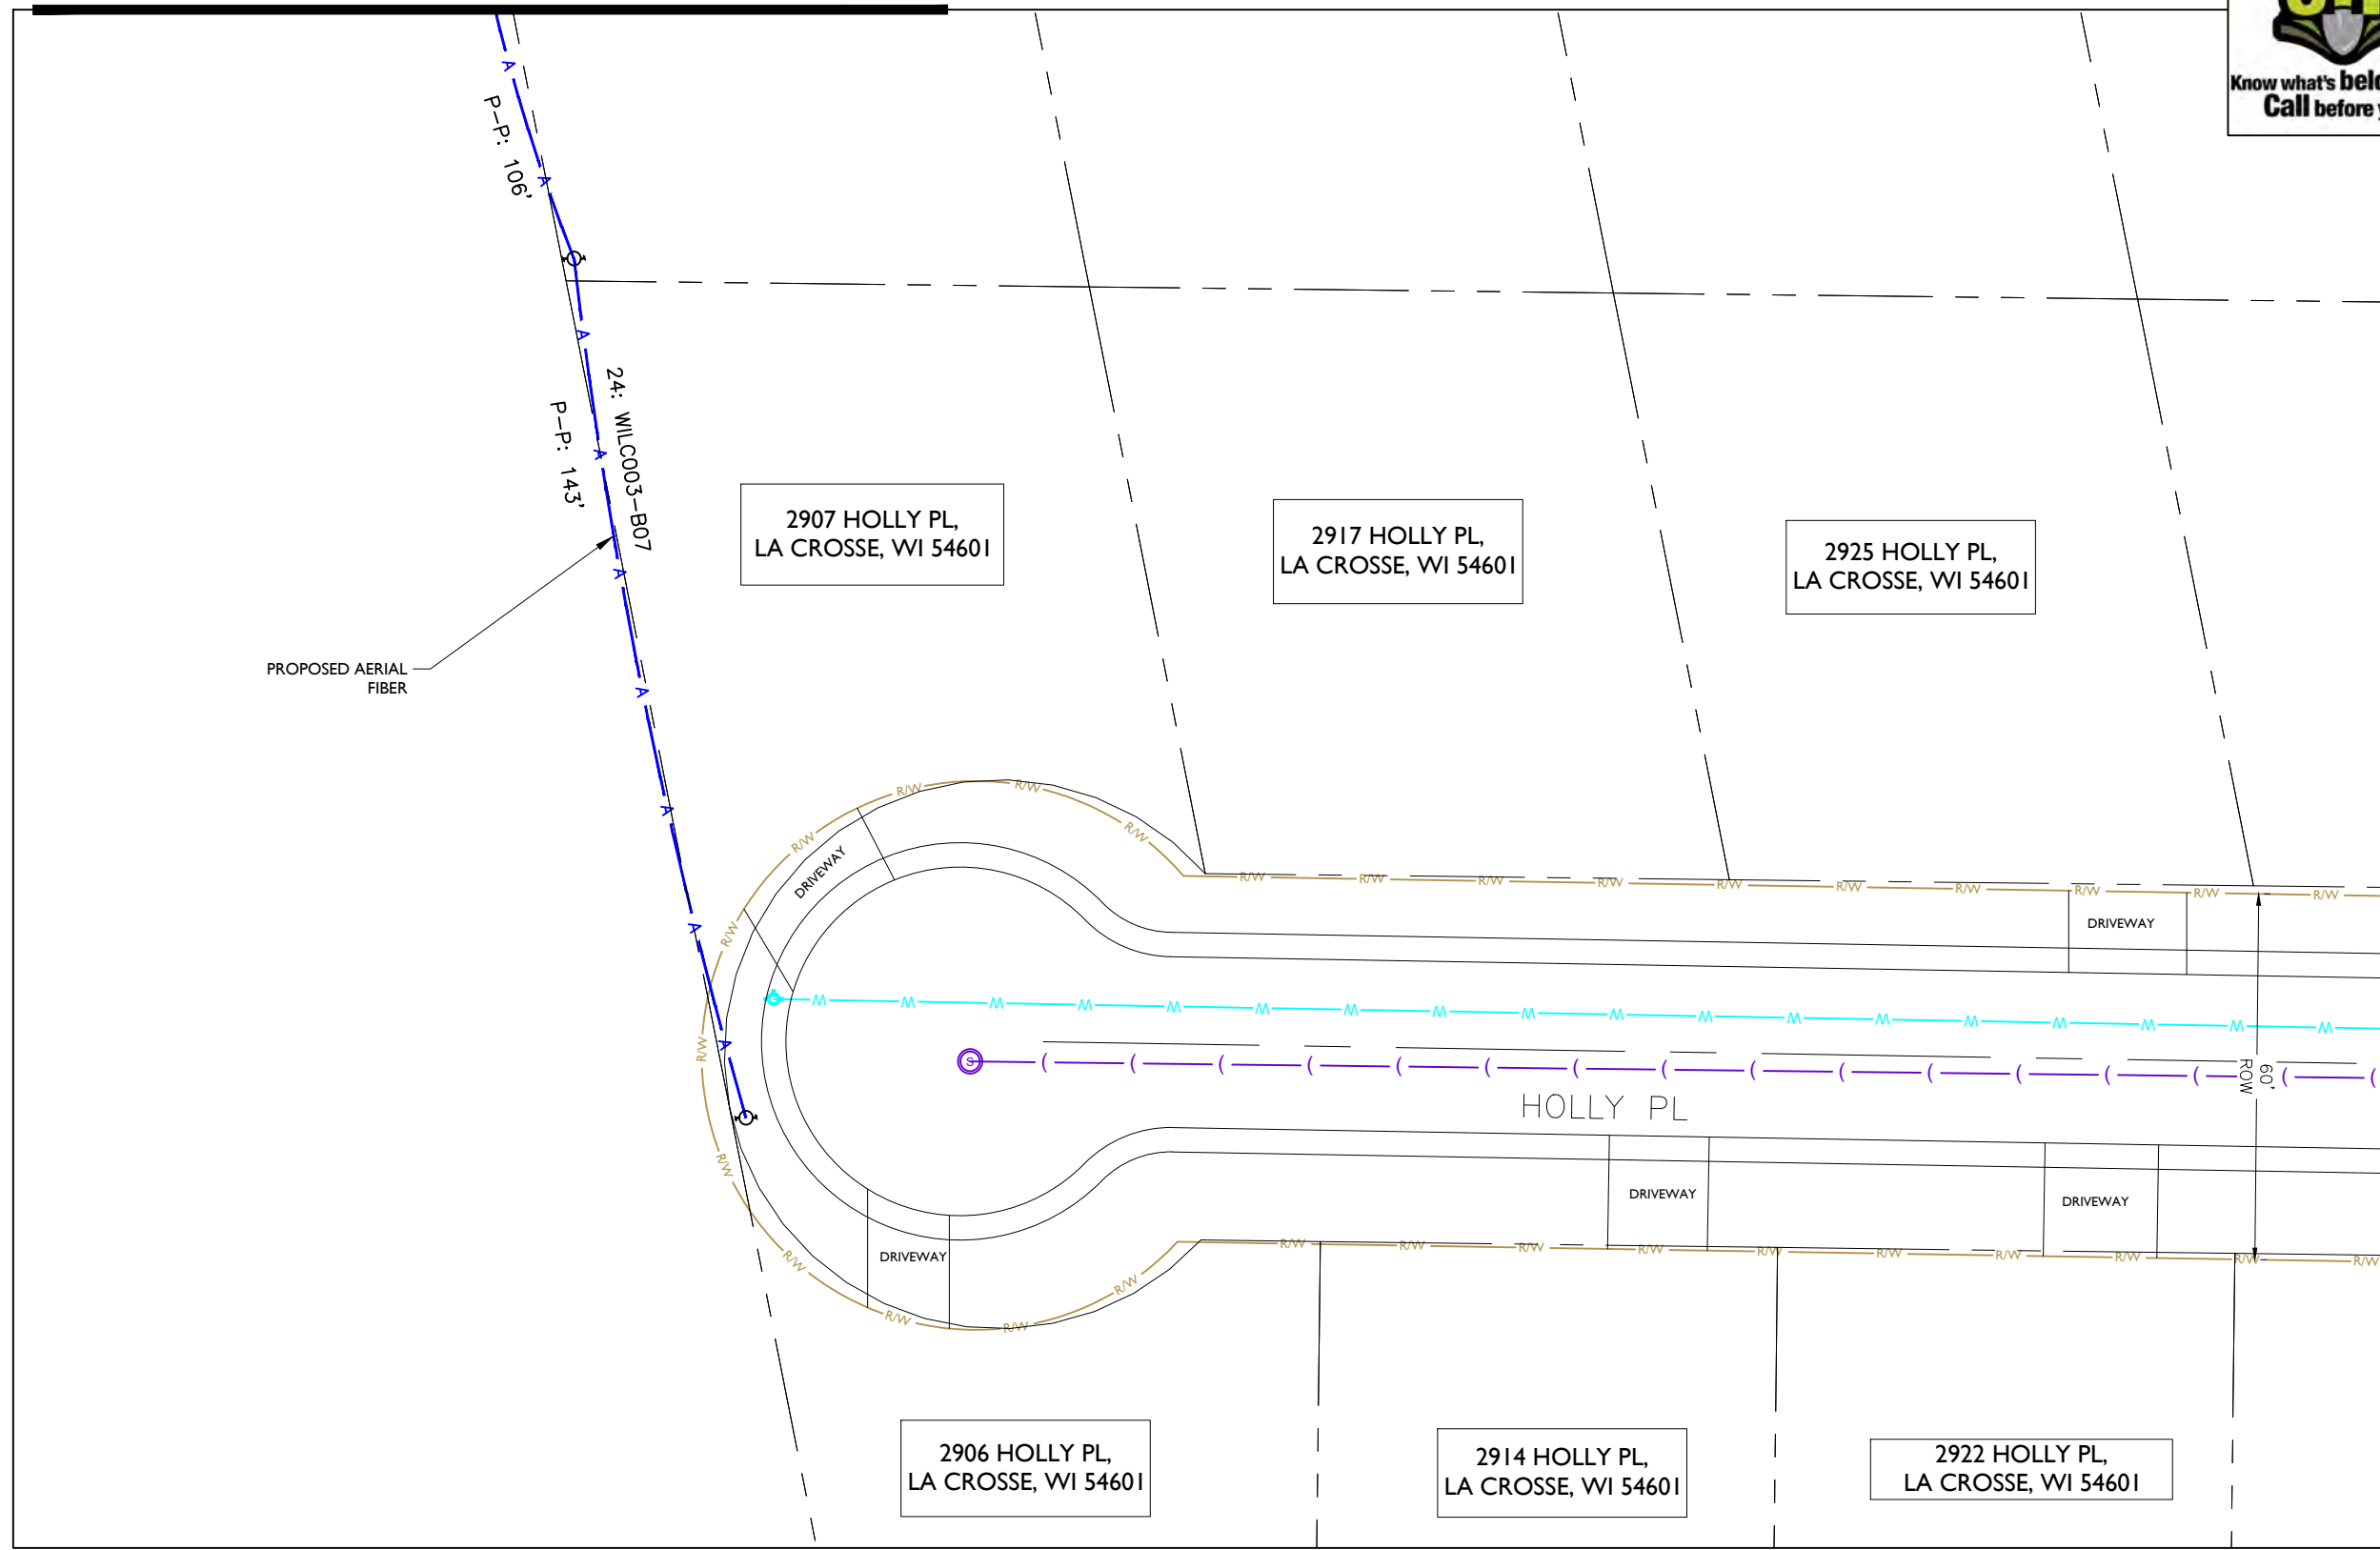 Know what's
Call before
A
P-P: 106'
A
A
24: WILC003-B07
P-P: 143'
A
A
2907 HOLLY PL,
LA CROSSE, WI 54601
2917 HOLLY PL,
LA CROSSE, WI 54601
2925 HOLLY PL,
LA CROSSE, WI 54601
PROPOSED AERIAL
FIBER
A
A
A
A
R/W R/W R/W R/W R/W R/W R/W R/W
DRIVEWAY
R/W R/W R/W R/W R/W R/W R/W R/W R/W R/W
DRIVEWAY
W W W W W W W W W W W W W W W W W W
S
60'
ROW
HOLLY PL
DRIVEWAY
DRIVEWAY
DRIVEWAY
R/W R/W R/W R/W
R/W R/W R/W R/W R/W R/W R/W R/W R/W R/W
2906 HOLLY PL,
LA CROSSE, WI 54601
2914 HOLLY PL,
LA CROSSE, WI 54601
2922 HOLLY PL,
LA CROSSE, WI 54601